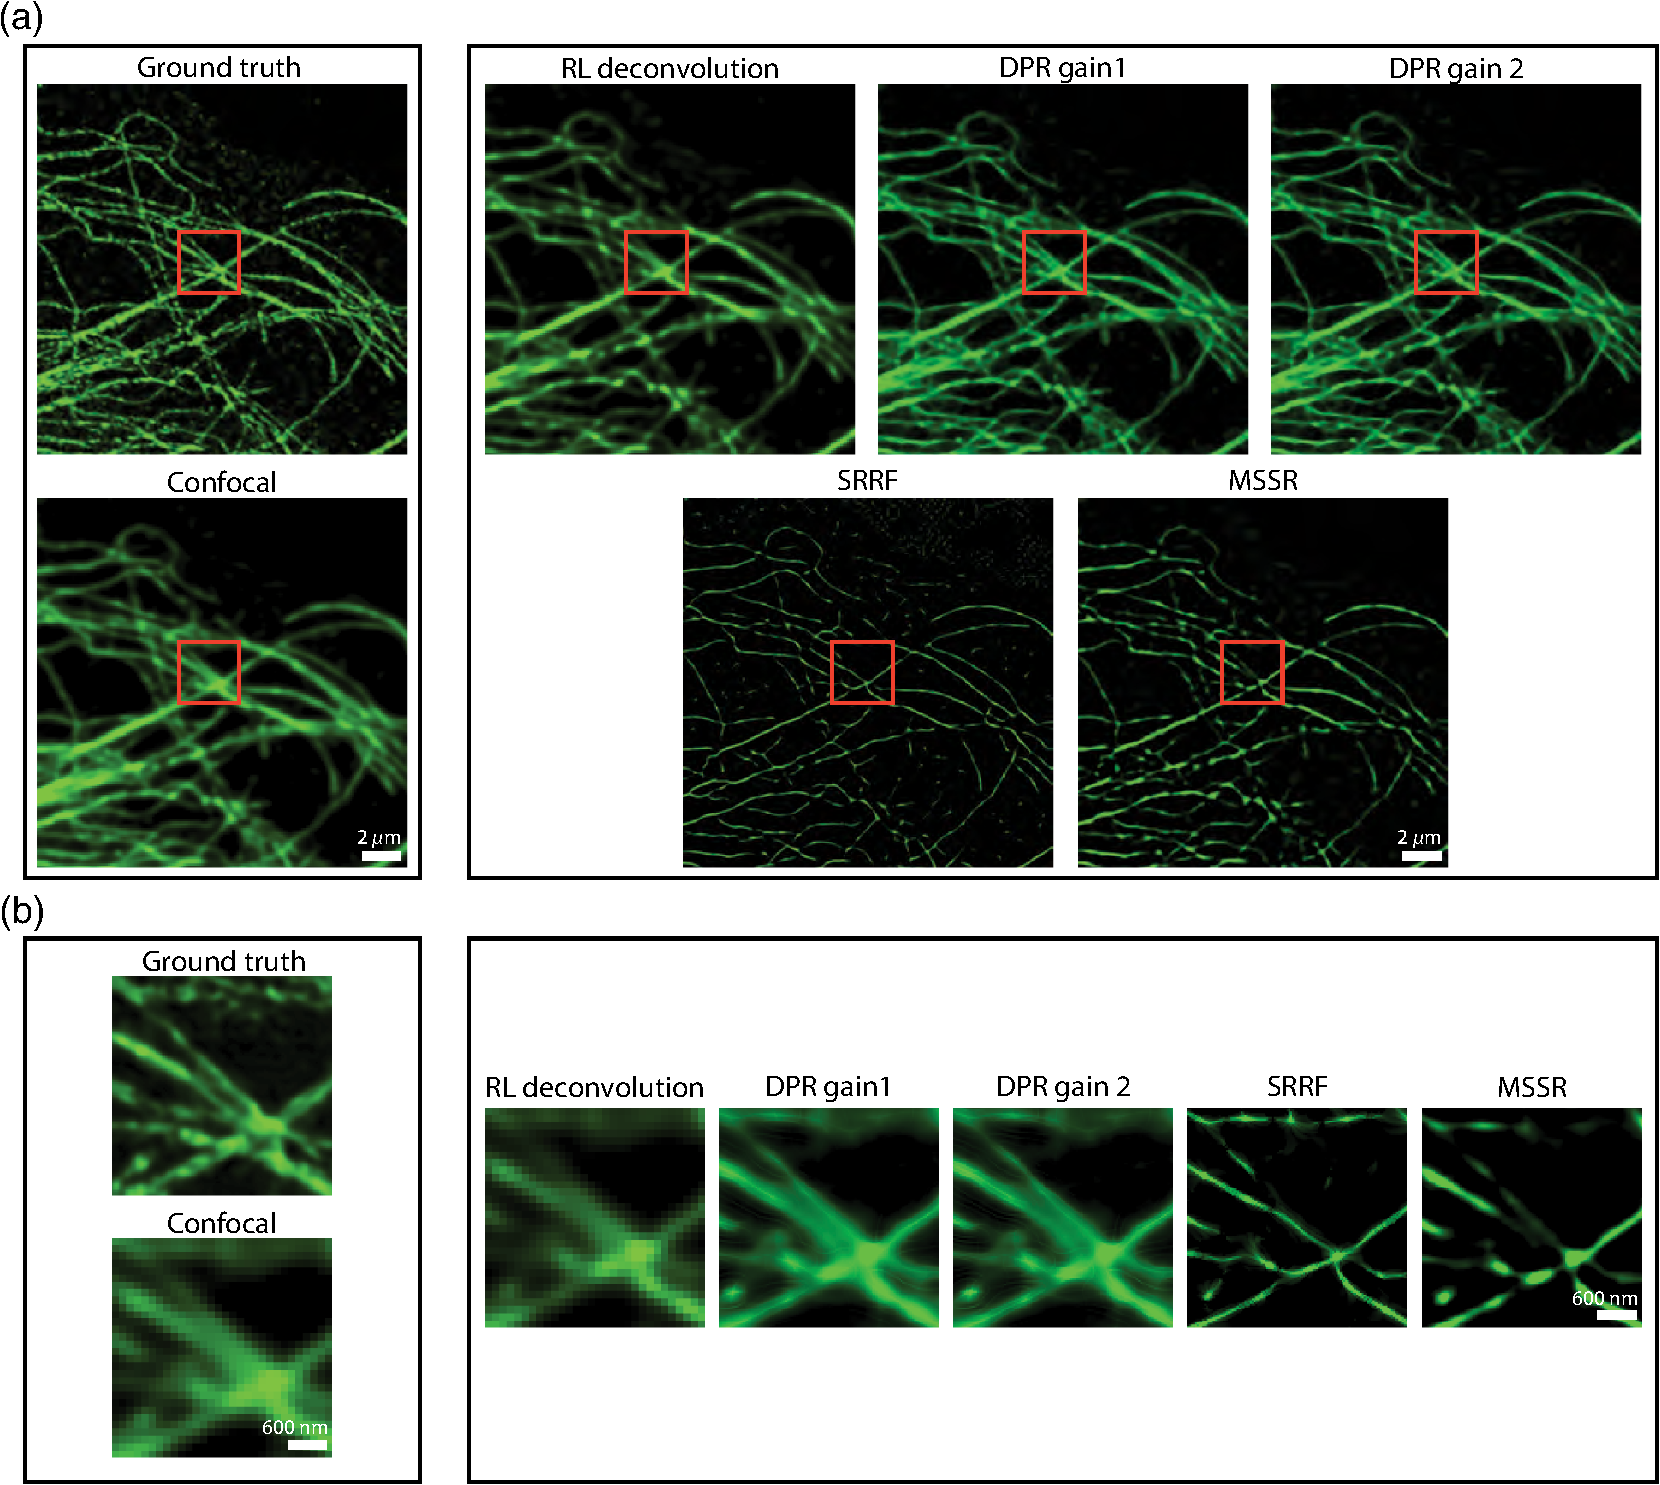 (a)
Ground truth
RL deconvolution
DPR gain1
DPR gain 2
Confocal
2 μm
SRRF
MSSR
2 μm
(b)
Ground truth
Confocal
600 nm
RL deconvolution
DPR gain1
DPR gain 2
SRRF
MSSR
600 nm